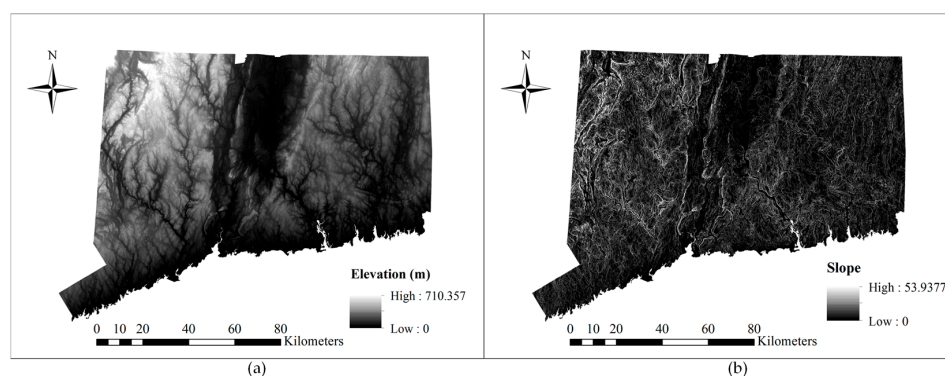 N
Elevation (m)
High : 710.357
Low : 0
0 10 20 40 60 80
Kilometers
(a)
N
Slope
High : 53.9377
Low : 0
0 10 20 40 60 80
Kilometers
(b)